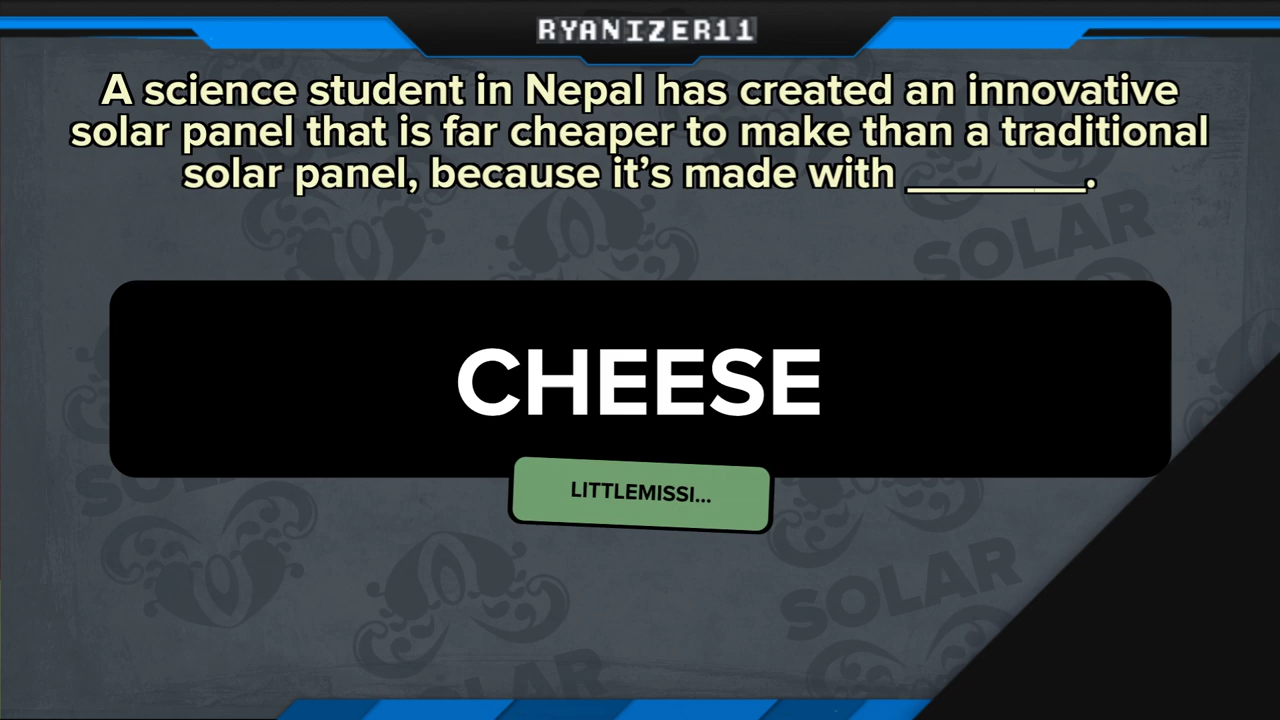 RYANIZER11
A science student in Nepal has created an innovative
solar panel that is far cheaper to make than a traditional
solar panel, because it's made with ________.
SOLAR
CHEESE
LITTLEMISSI...
SOLAR
SOLAR